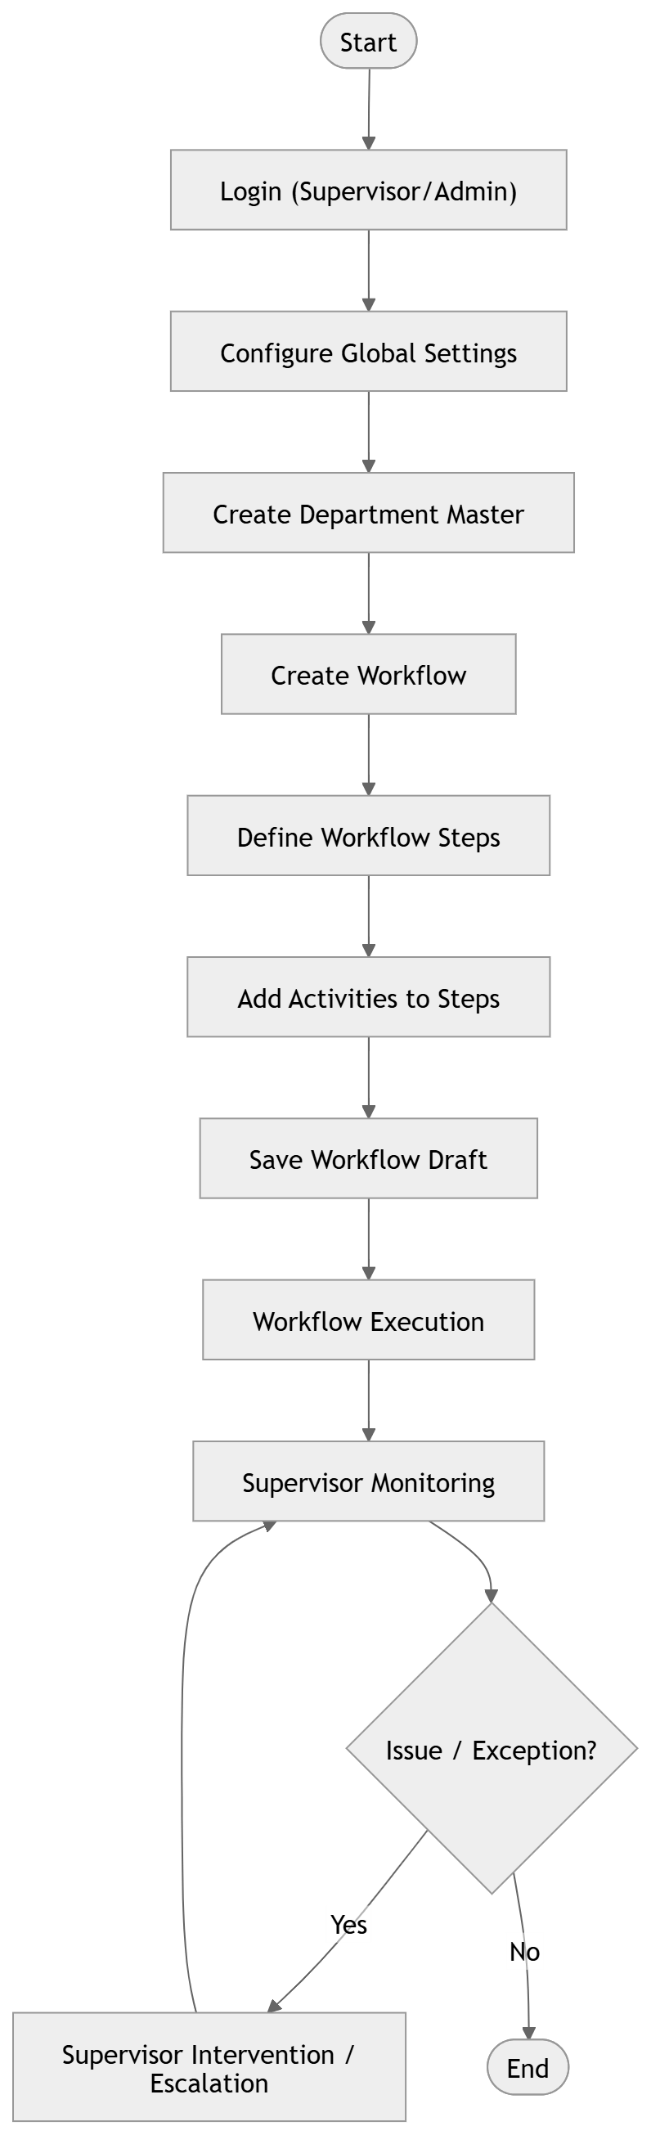 Start
Login (Supervisor/Admin)
Configure Global Settings
Create Department Master
Create Workflow
Define Workflow Steps
Add Activities to Steps
Save Workflow Draft
Workflow Execution
Supervisor Monitoring
Issue / Exception?
Yes
No
Supervisor Intervention /
Escalation
End